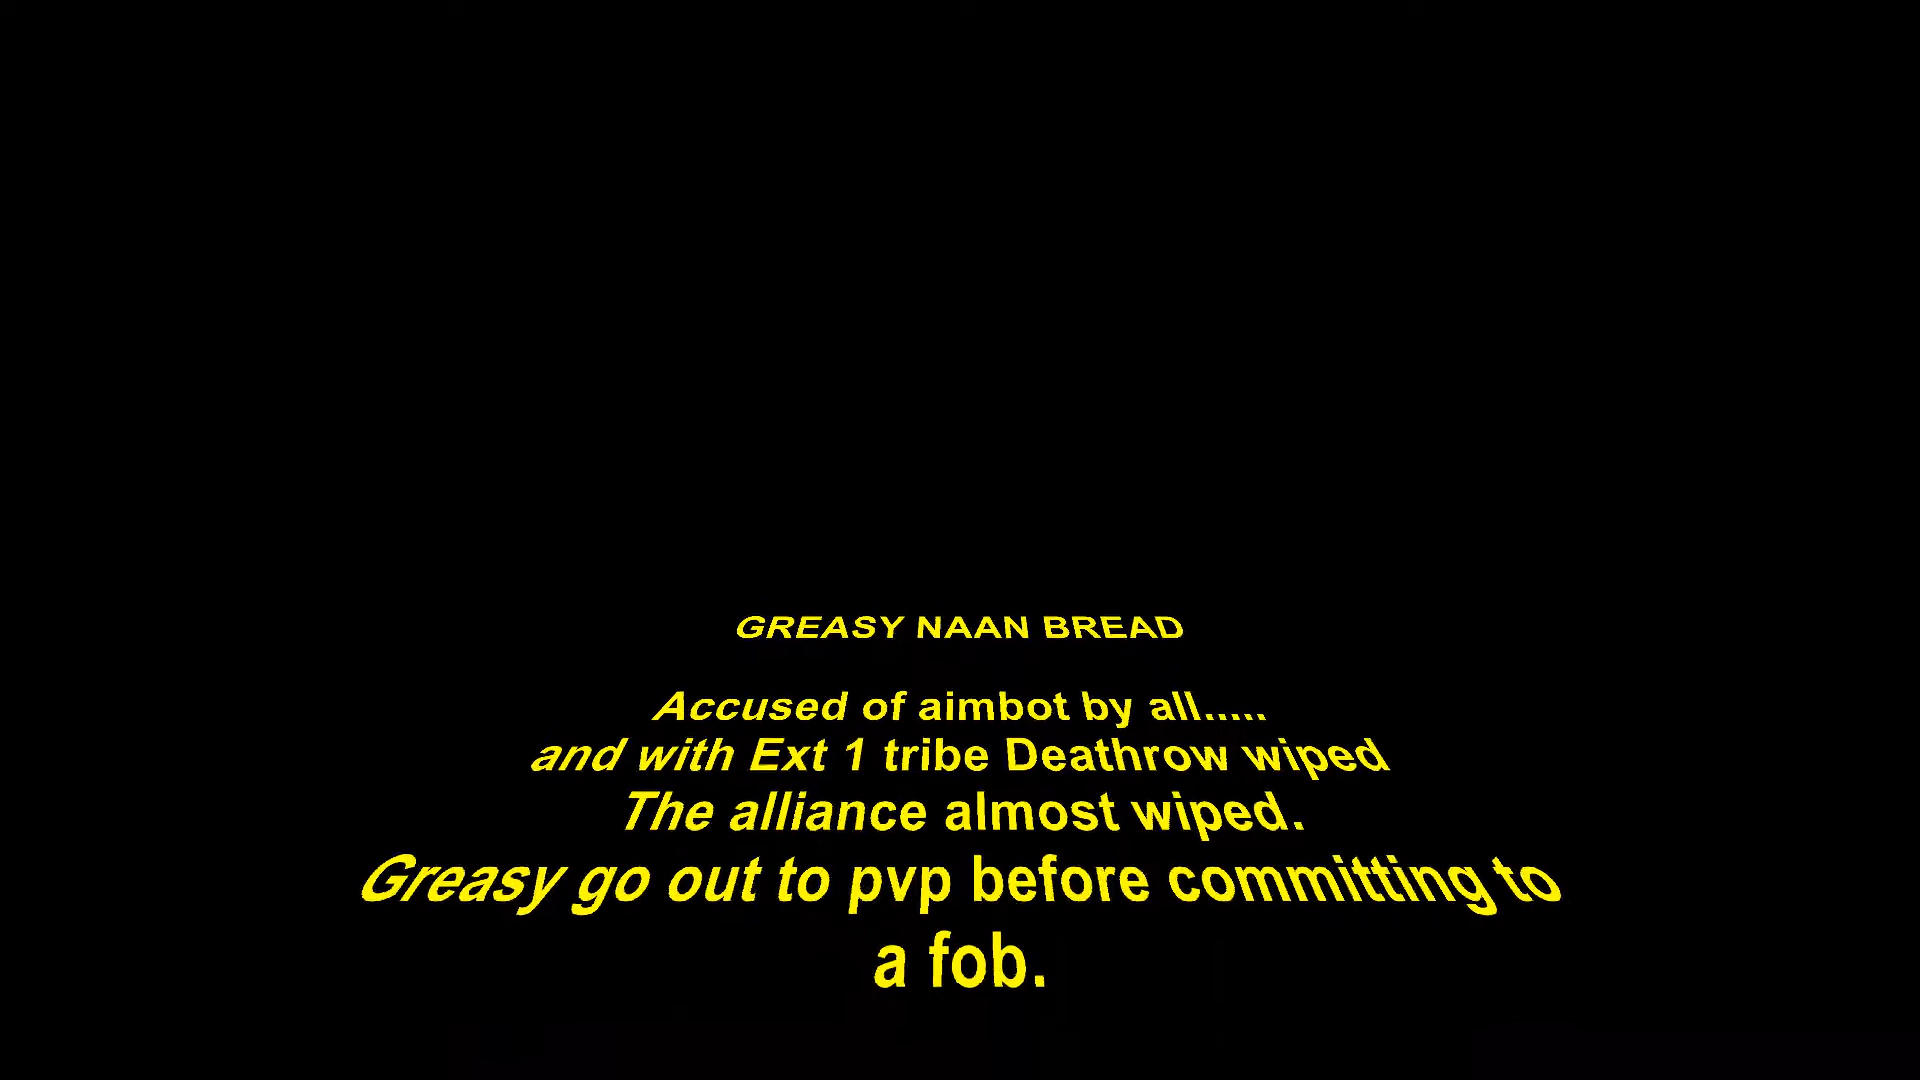 GREASY NAAN BREAD
Accused of aimbot by all.....
and with Ext 1 tribe Deathrow wiped
The alliance almost wiped.
Greasy go out to pvp before committing to
a fob.